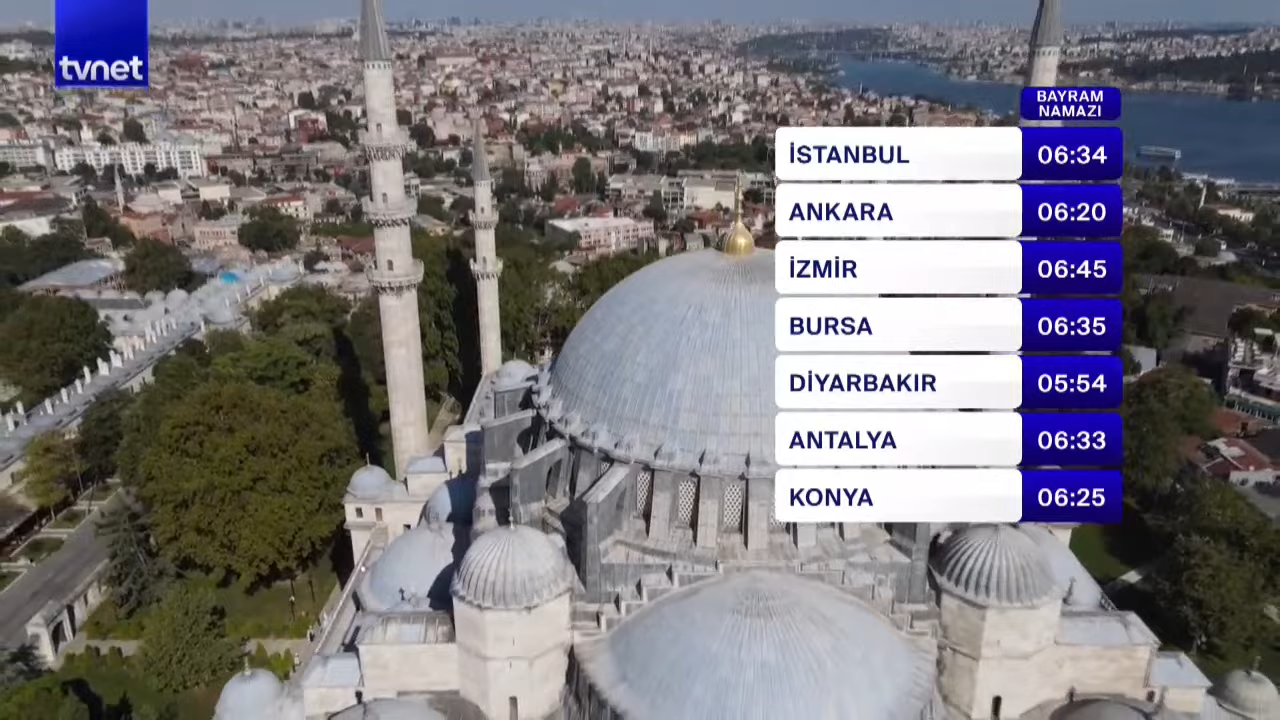 tvnet
BAYRAM
NAMAZI
İSTANBUL 06:34
ANKARA 06:20
İZMİR 06:45
BURSA 06:35
DİYARBAKIR 05:54
ANTALYA 06:33
KONYA 06:25